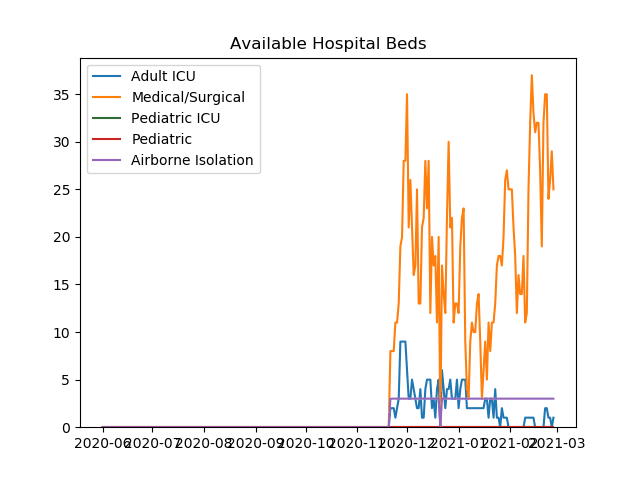 Available Hospital Beds
Adult ICU
Medical/Surgical
Pediatric ICU
Pediatric
Airborne Isolation
35
30
25
20
15
10
5
0
2020-06 2020-07 2020-08 2020-09 2020-10 2020-11 2020-12 2021-01 2021-02 2021-03